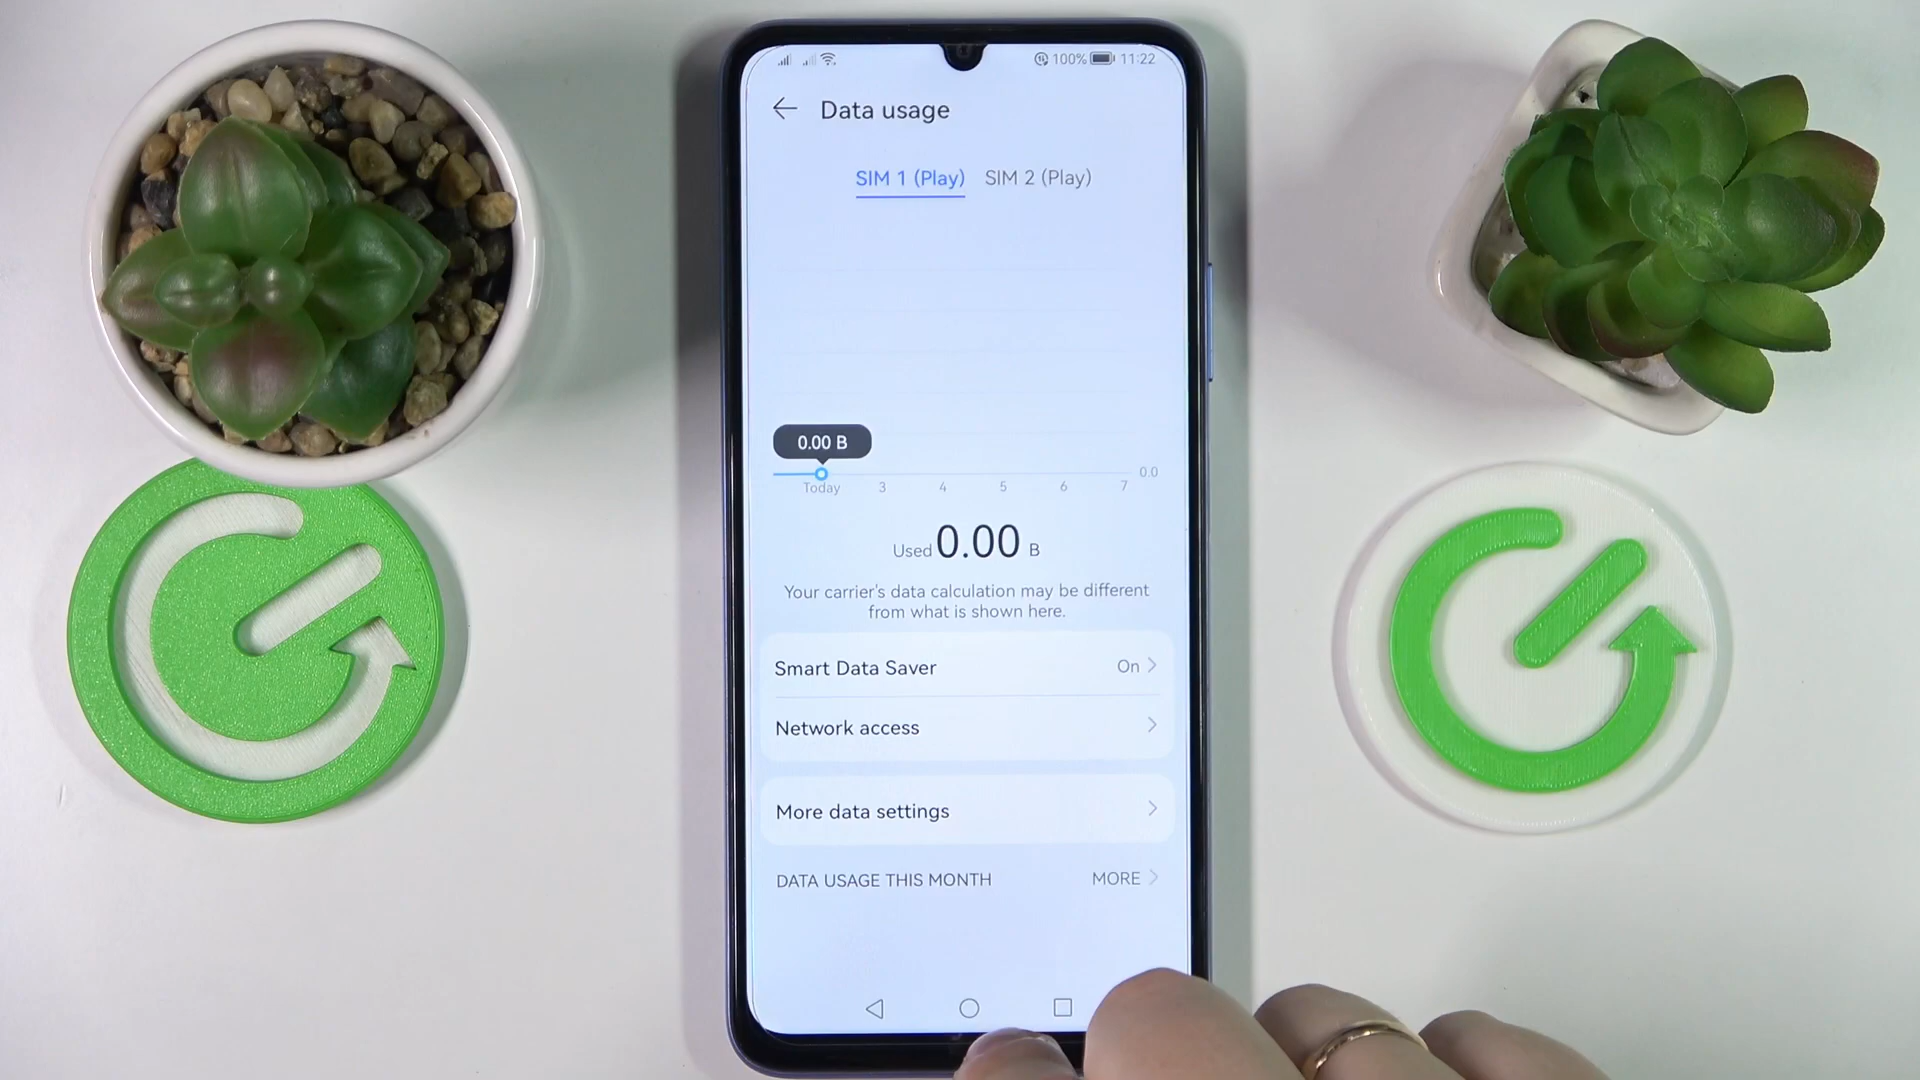 100% 11:22
Data usage
SIM 1 (Play) SIM 2 (Play)
0.00 B
0.0
Today 3 4 5 6 7
Used 0.00 B
Your carrier's data calculation may be different
from what is shown here.
Smart Data Saver On
Network access
More data settings
DATA USAGE THIS MONTH MORE